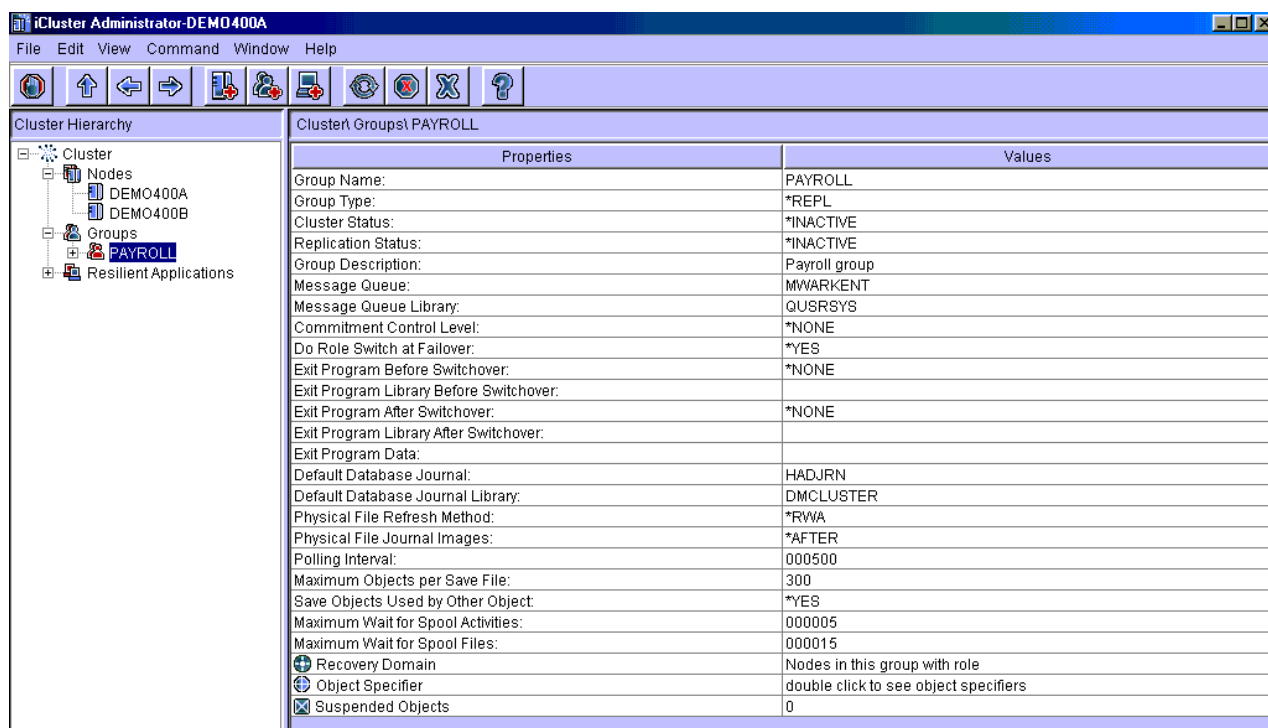 iCluster Administrator-DEMO400A
File Edit View Command Window Help
Cluster Hierarchy
Cluster
Nodes
DEMO400A
DEMO400B
Groups
PAYROLL
Resilient Applications
Cluster\ Groups\ PAYROLL
Properties Values
Group Name: PAYROLL
Group Type: *REPL
Cluster Status: *INACTIVE
Replication Status: *INACTIVE
Group Description: Payroll group
Message Queue: MWARKENT
Message Queue Library: QUSRSYS
Commitment Control Level: *NONE
Do Role Switch at Failover: *YES
Exit Program Before Switchover: *NONE
Exit Program Library Before Switchover:
Exit Program After Switchover: *NONE
Exit Program Library After Switchover:
Exit Program Data:
Default Database Journal: HADJRN
Default Database Journal Library: DMCLUSTER
Physical File Refresh Method: *RWA
Physical File Journal Images: *AFTER
Polling Interval: 000500
Maximum Objects per Save File: 300
Save Objects Used by Other Object: *YES
Maximum Wait for Spool Activities: 000005
Maximum Wait for Spool Files: 000015
Recovery Domain Nodes in this group with role
Object Specifier double click to see object specifiers
Suspended Objects 0